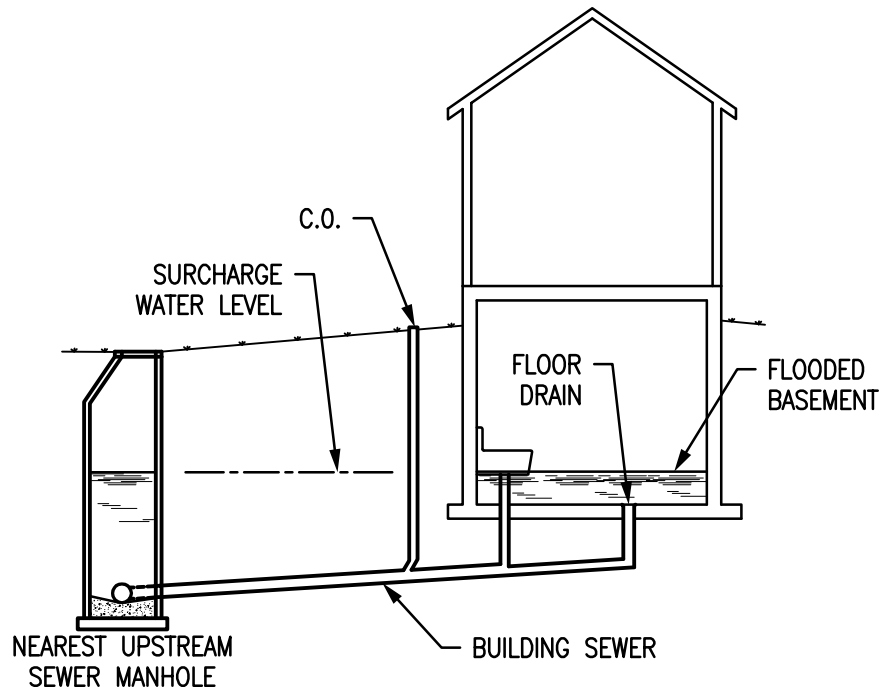 C.O.
SURCHARGE
WATER LEVEL
FLOOR
DRAIN
FLOODED
BASEMENT
BUILDING SEWER
NEAREST UPSTREAM
SEWER MANHOLE